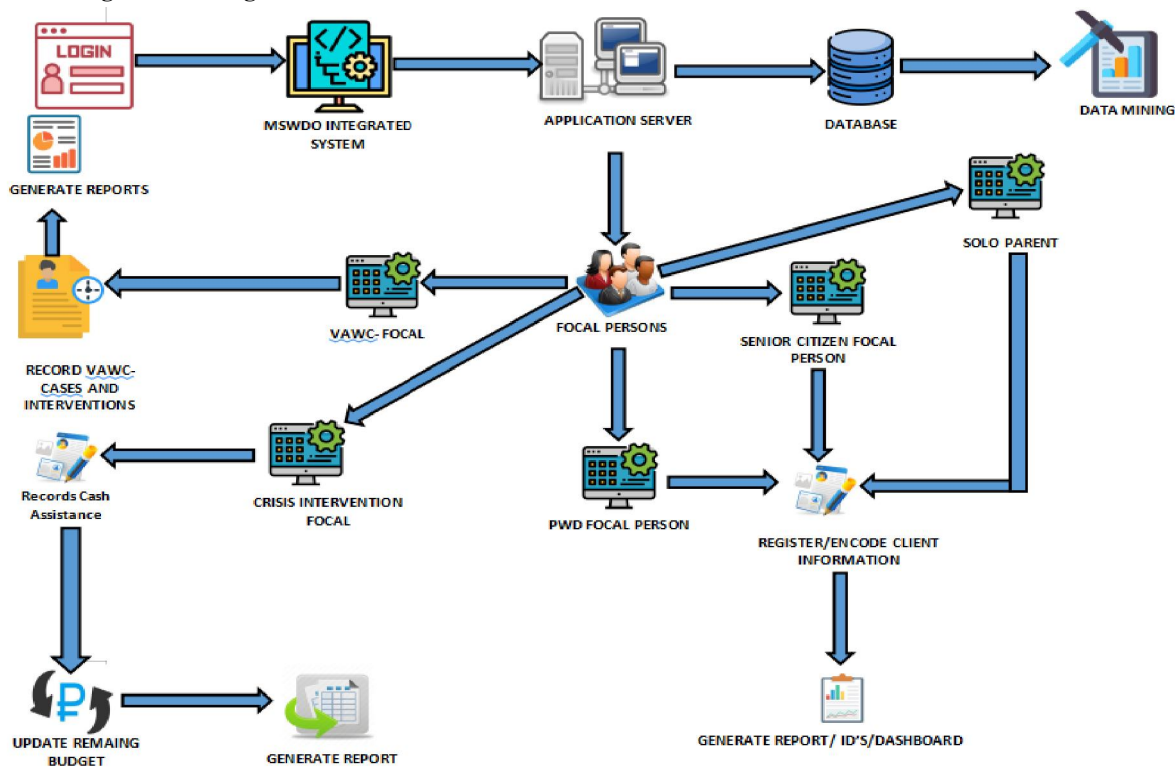 LOGIN
MSWDO INTEGRATED
SYSTEM
APPLICATION SERVER
DATABASE
DATA MINING
GENERATE REPORTS
SOLO PARENT
VAWC- FOCAL
FOCAL PERSONS
SENIOR CITIZEN FOCAL
PERSON
RECORD VAWC-
CASES AND
INTERVENTIONS
Records Cash
Assistance
CRISIS INTERVENTION
FOCAL
PWD FOCAL PERSON
REGISTER/ENCODE CLIENT
INFORMATION
UPDATE REMAING
BUDGET
GENERATE REPORT
GENERATE REPORT/ ID'S/DASHBOARD